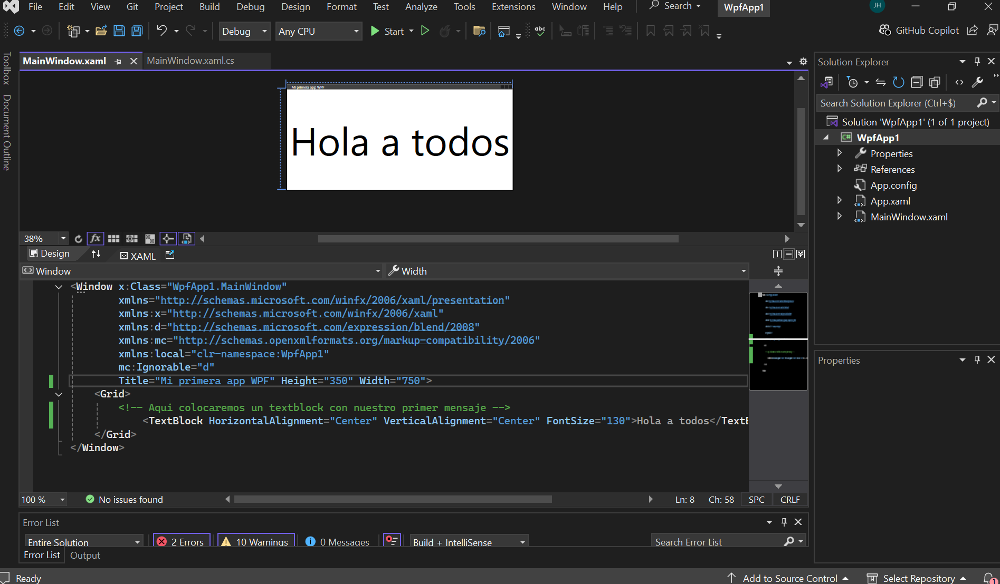 File Edit View Git Project Build Debug Design Format Test Analyze Tools Extensions Window Help Search WpfApp1 JH
Debug Any CPU Start abc GitHub Copilot
Toolbox
Document Outline
MainWindow.xaml MainWindow.xaml.cs
Mi primera app WPF
Hola a todos
38% fx
Design XAML
Window Width
<Window x:Class="WpfApp1.MainWindow"
xmlns="http://schemas.microsoft.com/winfx/2006/xaml/presentation"
xmlns:x="http://schemas.microsoft.com/winfx/2006/xaml"
xmlns:d="http://schemas.microsoft.com/expression/blend/2008"
xmlns:mc="http://schemas.openxmlformats.org/markup-compatibility/2006"
xmlns:local="clr-namespace:WpfApp1"
mc:Ignorable="d"
Title="Mi primera app WPF" Height="350" Width="750">
<Grid>
<!-- Aqui colocaremos un textblock con nuestro primer mensaje -->
<TextBlock HorizontalAlignment="Center" VerticalAlignment="Center" FontSize="130">Hola a todos</TextB
</Grid>
</Window>
100 % No issues found Ln: 8 Ch: 58 SPC CRLF
Error List
Entire Solution 2 Errors 10 Warnings 0 Messages Build + IntelliSense Search Error List
Error List Output
Solution Explorer
Search Solution Explorer (Ctrl+$)
Solution 'WpfApp1' (1 of 1 project)
C# WpfApp1
Properties
References
App.config
App.xaml
MainWindow.xaml
Properties
Ready Add to Source Control Select Repository 1